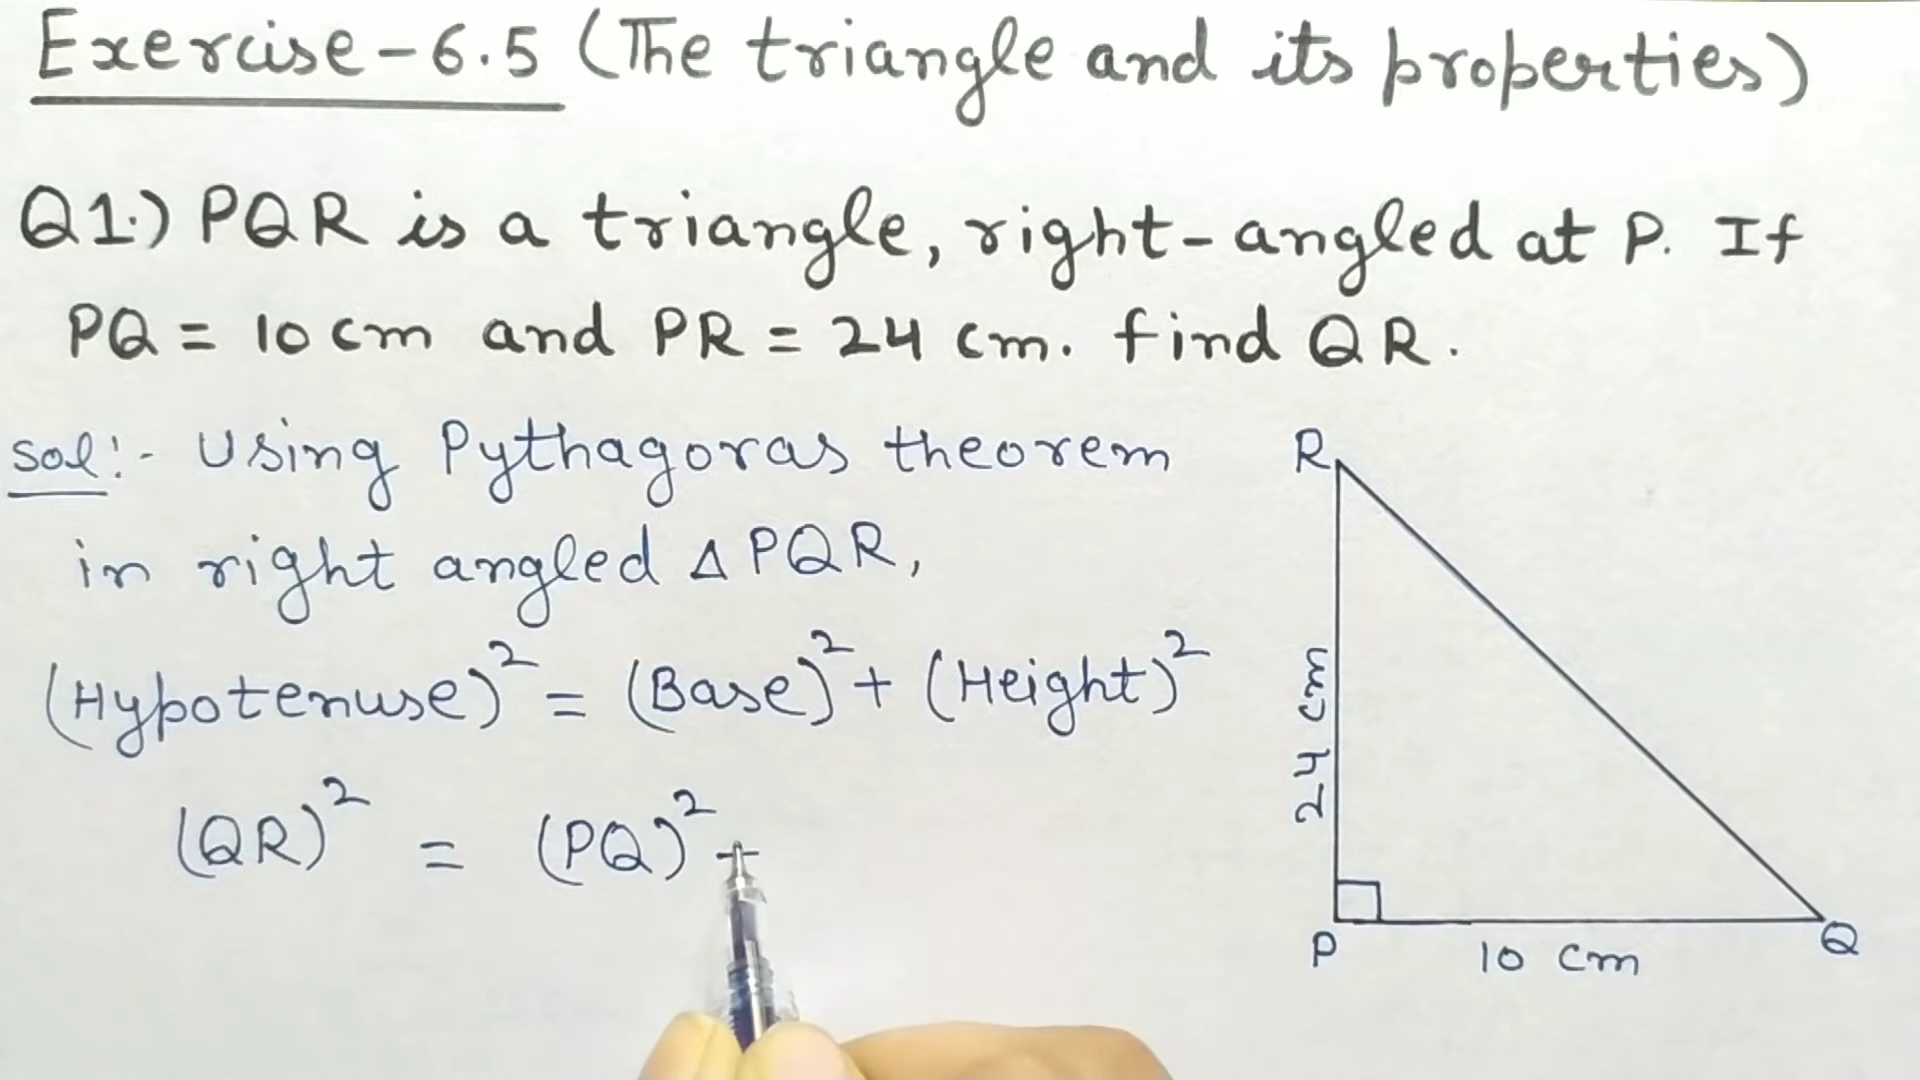 Exercise-6.5 (The triangle and its properties)
Q1.) PQR is a triangle, right-angled at P. If
PQ = 10 cm and PR = 24 cm. find QR.
Sol:- Using Pythagoras theorem
in right angled △PQR,
(Hypotenuse)² = (Base)² + (Height)²
(QR)² = (PQ)² +
R
24 cm
P
10 cm
Q